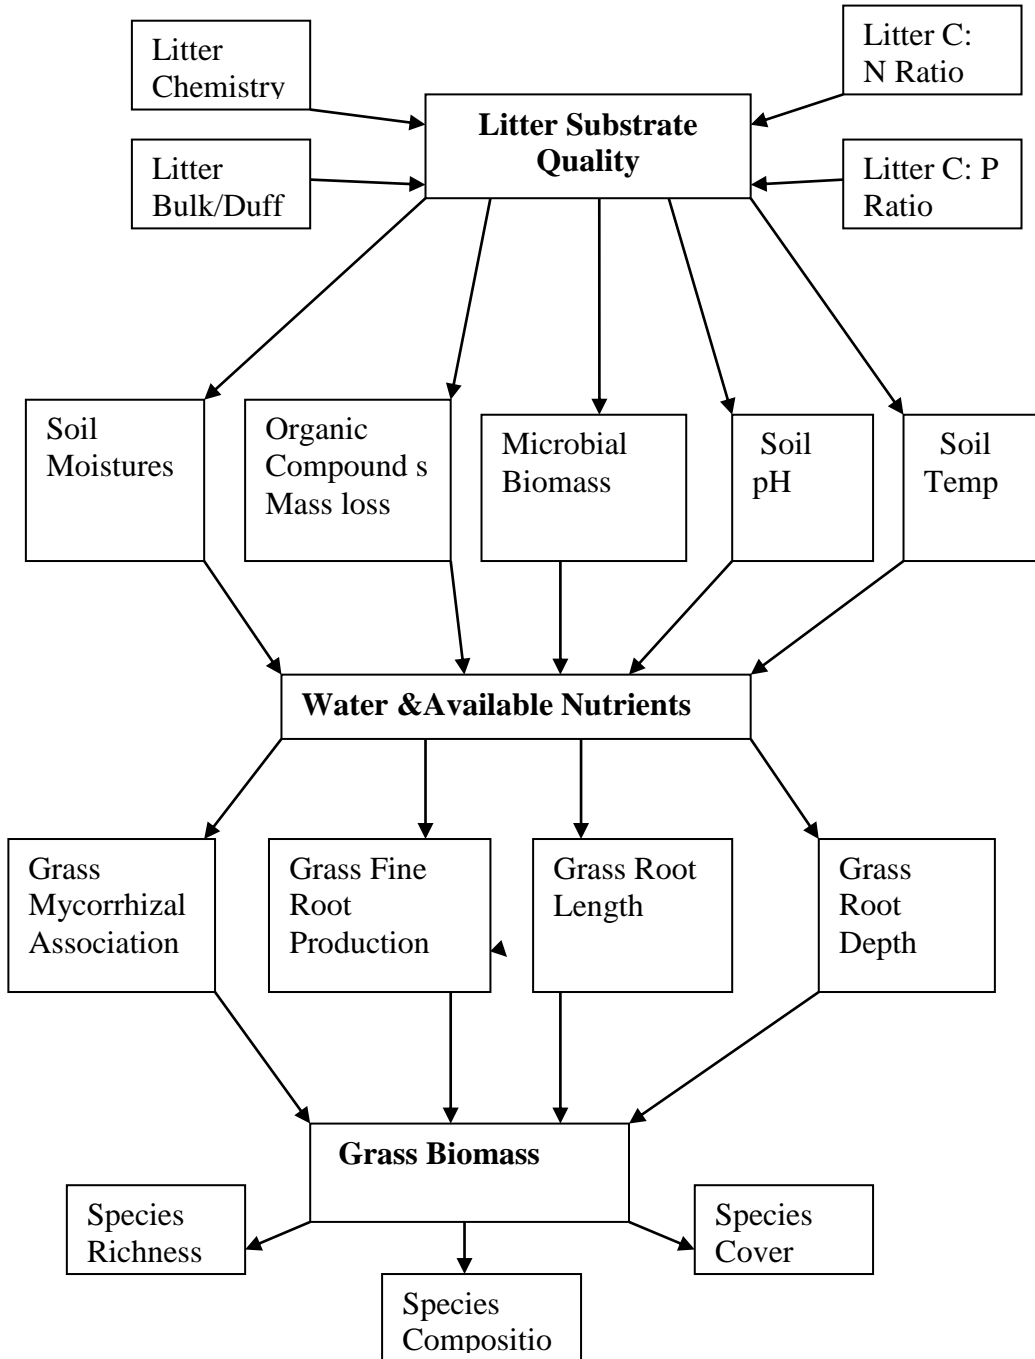 Litter
Chemistry
Litter C:
N Ratio
Litter Substrate
Quality
Litter
Bulk/Duff
Litter C: P
Ratio
Soil
Moistures
Organic
Compound s
Mass loss
Microbial
Biomass
Soil
pH
Soil
Temp
Water &Available Nutrients
Grass
Mycorrhizal
Association
Grass Fine
Root
Production
Grass Root
Length
Grass
Root
Depth
Grass Biomass
Species
Richness
Species
Cover
Species
Compositio